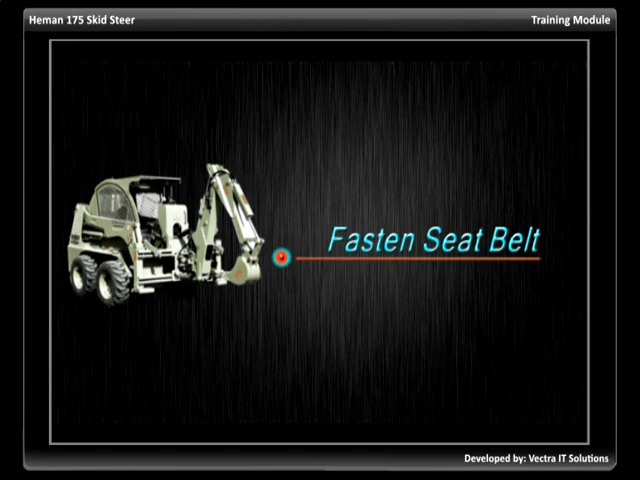 Heman 175 Skid Steer
Training Module
Fasten Seat Belt
Developed by: Vectra IT Solutions